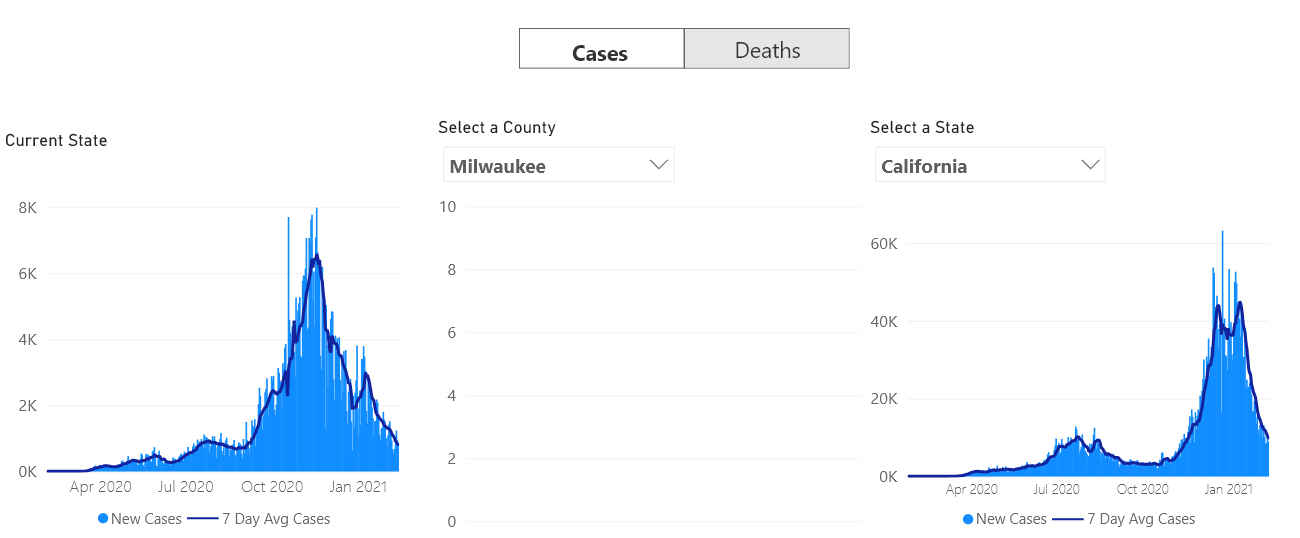 Cases
Deaths
Current State
8K
6K
4K
2K
0K
Apr 2020
Jul 2020
Oct 2020
Jan 2021
New Cases
7 Day Avg Cases
Select a County
Milwaukee
10
8
6
4
2
0
Select a State
California
60K
40K
20K
0K
Apr 2020
Jul 2020
Oct 2020
Jan 2021
New Cases
7 Day Avg Cases